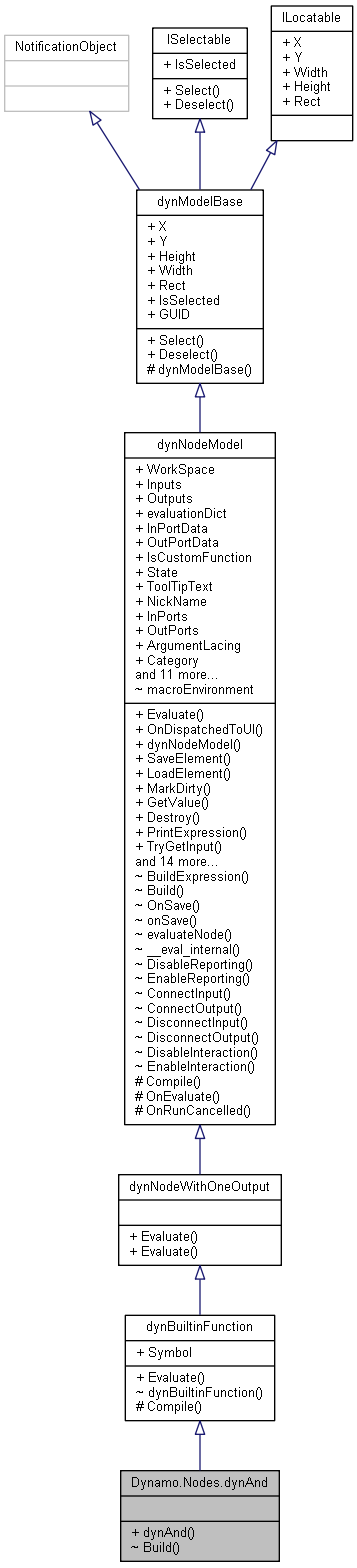 NotificationObject
ISelectable
+ IsSelected
+ Select()
+ Deselect()
ILocatable
+ X
+ Y
+ Width
+ Height
+ Rect
dynModelBase
+ X
+ Y
+ Height
+ Width
+ Rect
+ IsSelected
+ GUID
+ Select()
+ Deselect()
# dynModelBase()
dynNodeModel
+ WorkSpace
+ Inputs
+ Outputs
+ evaluationDict
+ InPortData
+ OutPortData
+ IsCustomFunction
+ State
+ ToolTipText
+ NickName
+ InPorts
+ OutPorts
+ ArgumentLacing
+ Category
and 11 more...
~ macroEnvironment
+ Evaluate()
+ OnDispatchedToUI()
+ dynNodeModel()
+ SaveElement()
+ LoadElement()
+ MarkDirty()
+ GetValue()
+ Destroy()
+ PrintExpression()
+ TryGetInput()
and 14 more...
~ BuildExpression()
~ Build()
~ OnSave()
~ onSave()
~ evaluateNode()
~ __eval_internal()
~ DisableReporting()
~ EnableReporting()
~ ConnectInput()
~ ConnectOutput()
~ DisconnectInput()
~ DisconnectOutput()
~ DisableInteraction()
~ EnableInteraction()
# Compile()
# OnEvaluate()
# OnRunCancelled()
dynNodeWithOneOutput
+ Evaluate()
+ Evaluate()
dynBuiltinFunction
+ Symbol
+ Evaluate()
~ dynBuiltinFunction()
# Compile()
Dynamo.Nodes.dynAnd
+ dynAnd()
~ Build()